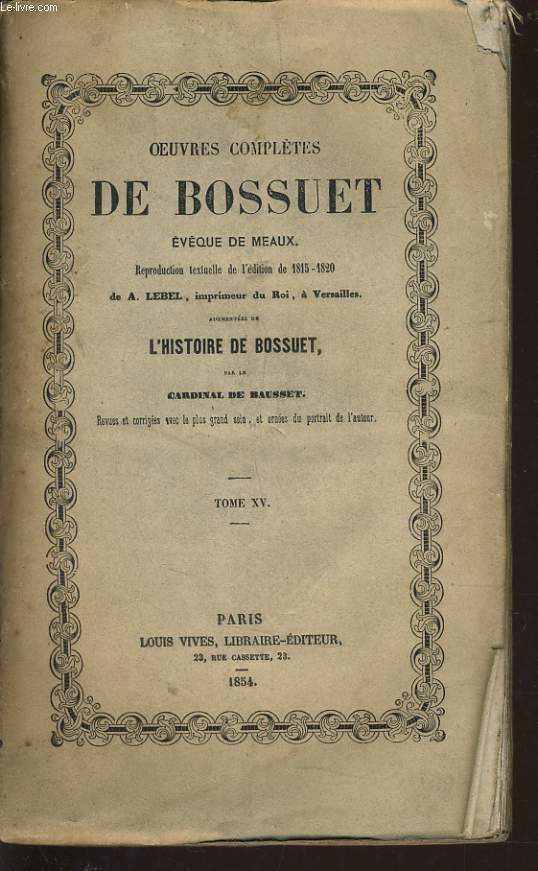 Le-livre.com
ŒUVRES COMPLÈTES
DE BOSSUET
ÉVÊQUE DE MEAUX.
Reproduction textuelle de l'édition de 1815-1820
de A. LEBEL, imprimeur du Roi, à Versailles.
AUGMENTÉES DE
L'HISTOIRE DE BOSSUET,
PAR LE
CARDINAL DE BAUSSET.
Revues et corrigées avec le plus grand soin, et ornées du portrait de l'auteur.
TOME XV.
PARIS
LOUIS VIVES, LIBRAIRE-ÉDITEUR,
23, RUE CASSETTE, 23.
1854.